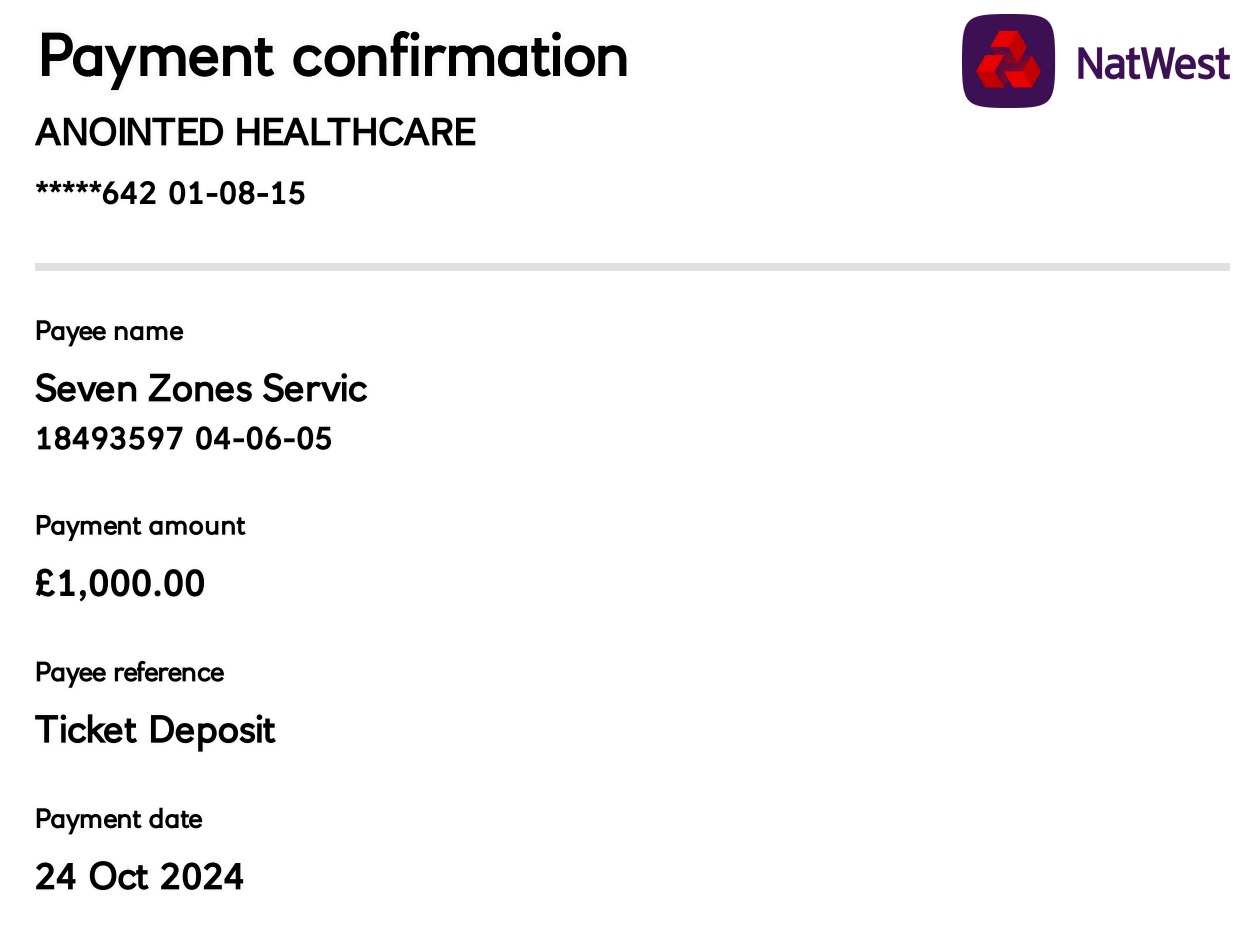 Payment confirmation
NatWest
ANOINTED HEALTHCARE
*****642 01-08-15
Payee name
Seven Zones Servic
18493597 04-06-05
Payment amount
£1,000.00
Payee reference
Ticket Deposit
Payment date
24 Oct 2024